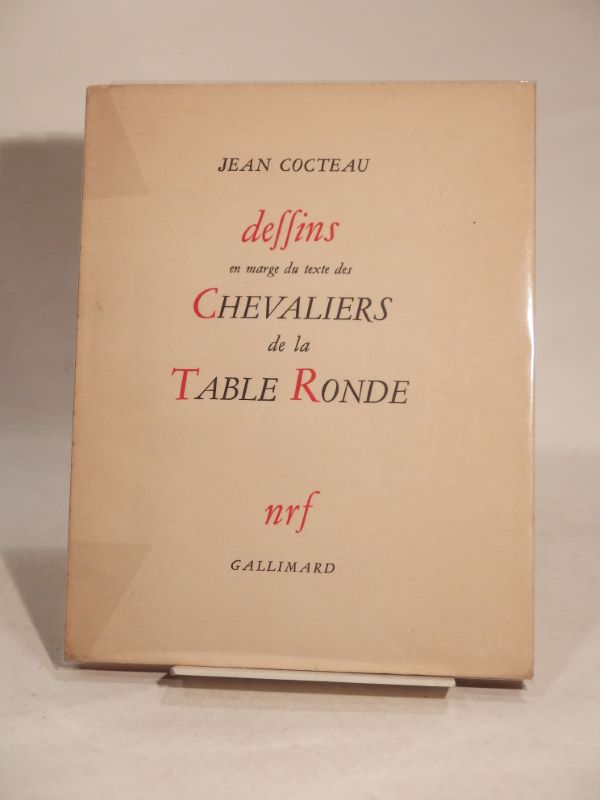 JEAN COCTEAU
deſſins
en marge du texte des
CHEVALIERS
de la
TABLE RONDE
nrf
GALLIMARD